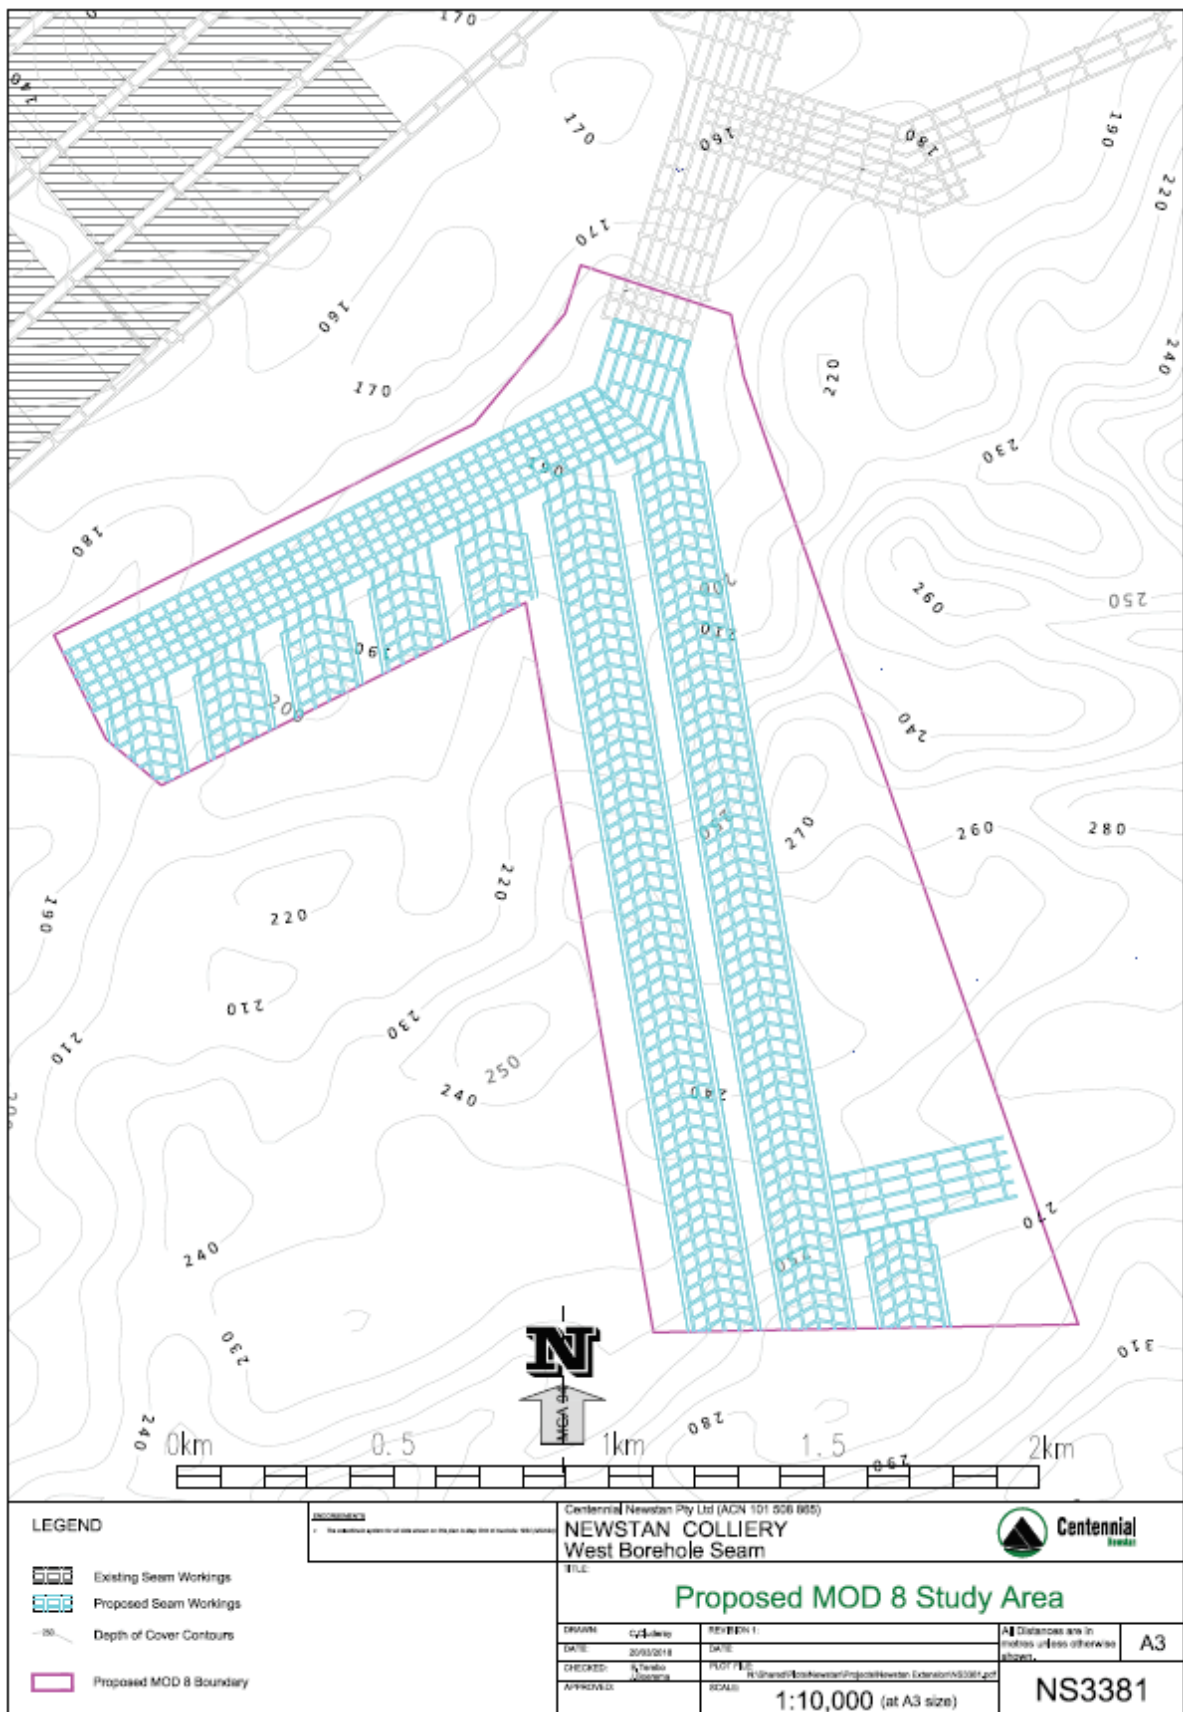 170
140
170
160
180
190
220
170
160
170
240
220
230
190
180
200
260
250
210
190
200
240
250
270
260
280
220
220
190
210
230
210
250
240
240
270
240
250
230
310
N
MGA 94
280
240
290
0km 0.5 1km 1.5 2km
LEGEND
Existing Seam Workings
Proposed Seam Workings
250
Depth of Cover Contours
Proposed MOD 8 Boundary
ENDORSEMENTS
Centennial Newstan Pty Ltd (ACN 101 508 865)
NEWSTAN COLLIERY
West Borehole Seam
Centennial
Newstan
TITLE:
Proposed MOD 8 Study Area
DRAWN:
REVISION 1:
DATE: 20/03/2018
DATE:
CHECKED:
PLOT FILE:
APPROVED:
SCALE:
1:10,000 (at A3 size)
All Distances are in
metres unless otherwise
shown.
A3
NS3381